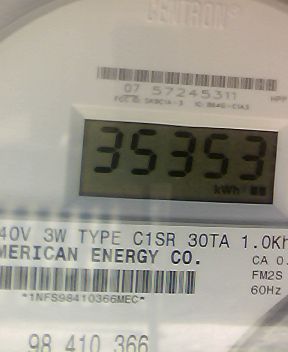 CENTRON®
07 57245311
35353
kWh
40V 3W TYPE C1SR 30TA 1.0Kh
MERICAN ENERGY CO.
CA 0.
FM2S
*1NFS98410366MEC*
60Hz
98 410 366